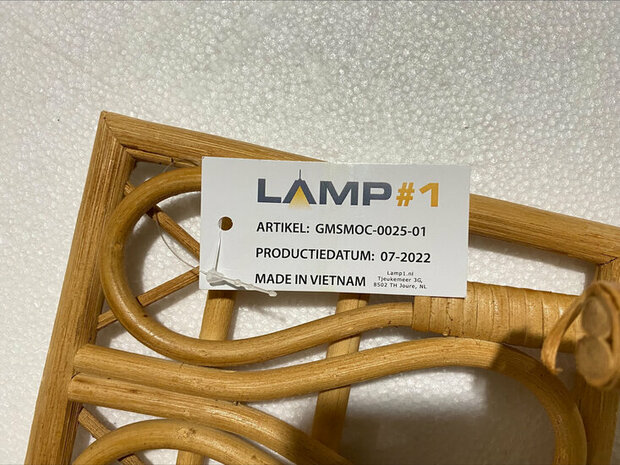 LAMP#1
ARTIKEL: GMSMOC-0025-01
PRODUCTIEDATUM: 07-2022
MADE IN VIETNAM
Lamp1.nl
Tjeukemeer 3G,
8502 TH Joure, NL